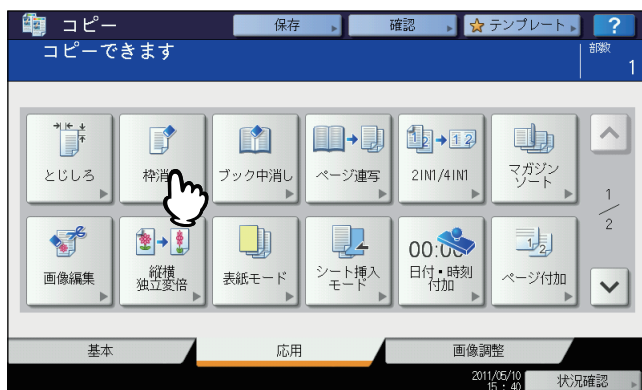 コピー
保存
確認
テンプレート
?
コピーできます
部数
1
とじしろ
枠消
ブック中消し
ページ連写
2IN1/4IN1
マガジン
ソート
1
2
画像編集
縦横
独立変倍
表紙モード
シート挿入
モード
00:00
日付・時刻
付加
ページ付加
基本
応用
画像調整
2011/05/10
15:40
状況確認